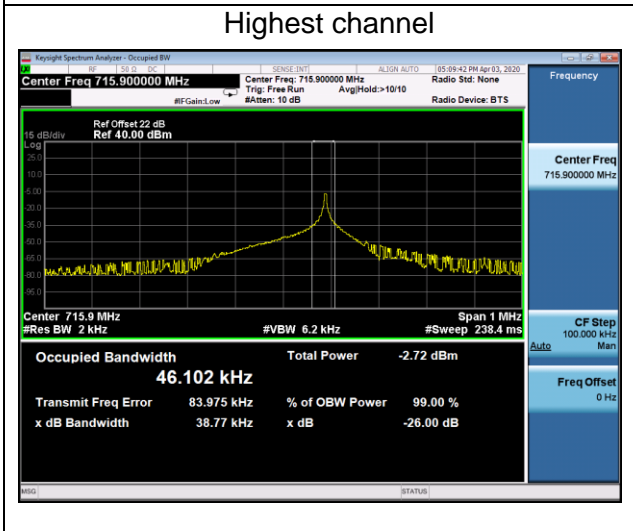 Highest channel
Keysight Spectrum Analyzer - Occupied BW
RF 50 Ω DC SENSE:INT ALIGN AUTO 05:09:42 PM Apr 03, 2020
Center Freq 715.900000 MHz
Center Freq: 715.900000 MHz Radio Std: None
Trig: Free Run Avg|Hold:>10/10
#IFGain:Low #Atten: 10 dB Radio Device: BTS
Frequency
Ref Offset 22 dB
15 dB/div Ref 40.00 dBm
Log
25.0
10.0
-5.00
-20.0
-35.0
-50.0
-65.0
-80.0
-95.0
Center Freq
715.900000 MHz
Center 715.9 MHz Span 1 MHz
#Res BW 2 kHz #VBW 6.2 kHz #Sweep 238.4 ms
CF Step
100.000 kHz
Auto Man
Occupied Bandwidth Total Power -2.72 dBm
46.102 kHz
Transmit Freq Error 83.975 kHz % of OBW Power 99.00 %
x dB Bandwidth 38.77 kHz x dB -26.00 dB
Freq Offset
0 Hz
MSG STATUS